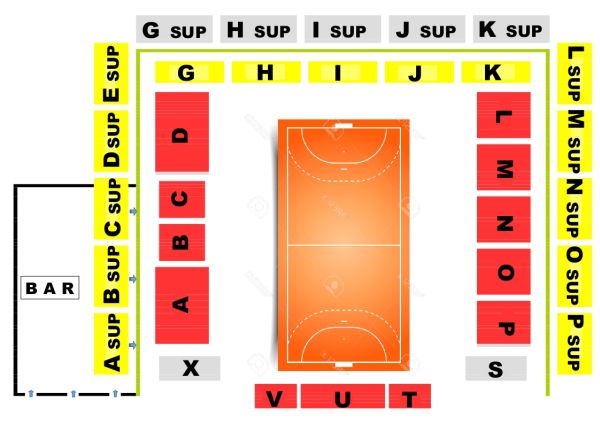 G SUP H SUP I SUP J SUP K SUP
G H I J K
E SUP
D SUP
C SUP
B SUP
A SUP
D
C
B
A
X
L
M
N
O
P
S
L SUP
M SUP
N SUP
O SUP
P SUP
BAR
V U T